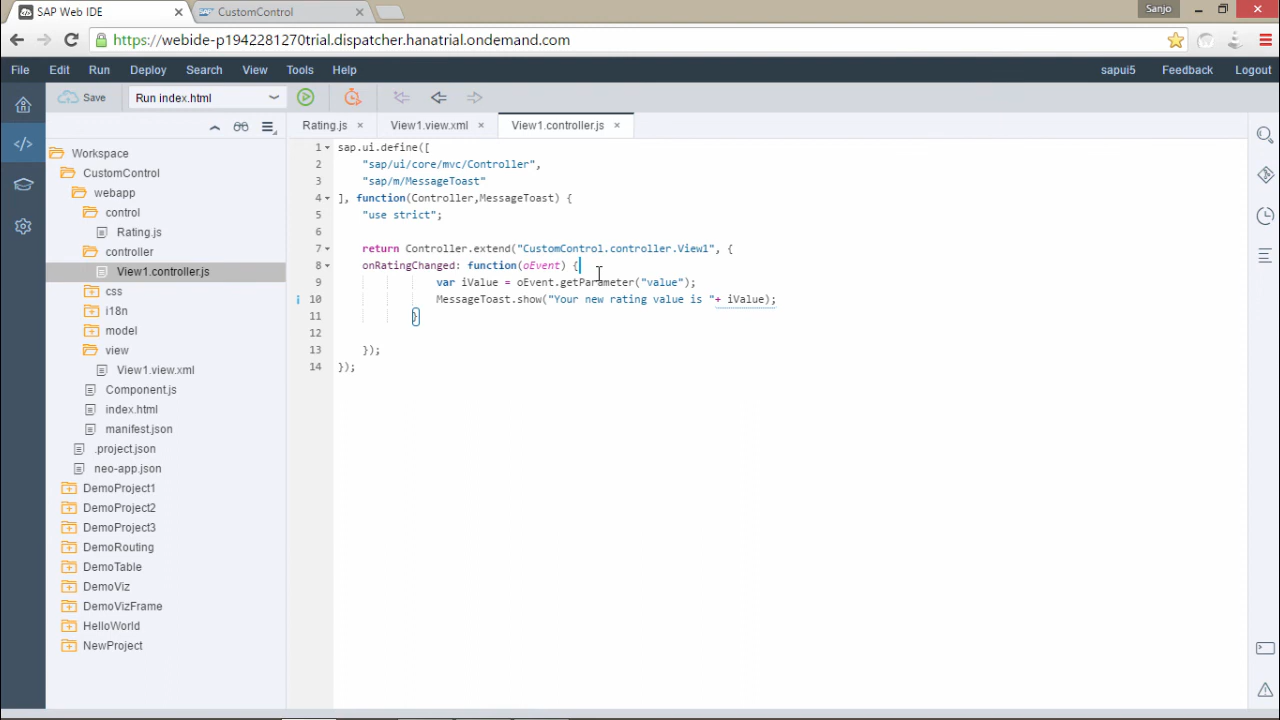 SAP Web IDE
CustomControl
Sanjo
https://webide-p1942281270trial.dispatcher.hanatrial.ondemand.com
File Edit Run Deploy Search View Tools Help
sapui5 Feedback Logout
Save
Run index.html
Rating.js
View1.view.xml
View1.controller.js
Workspace
CustomControl
webapp
control
Rating.js
controller
View1.controller.js
css
i18n
model
view
View1.view.xml
Component.js
index.html
manifest.json
.project.json
neo-app.json
DemoProject1
DemoProject2
DemoProject3
DemoRouting
DemoTable
DemoViz
DemoVizFrame
HelloWorld
NewProject
1 sap.ui.define([
2 "sap/ui/core/mvc/Controller",
3 "sap/m/MessageToast"
4 ], function(Controller,MessageToast) {
5 "use strict";
6
7 return Controller.extend("CustomControl.controller.View1", {
8 onRatingChanged: function(oEvent) {
9 var iValue = oEvent.getParameter("value");
10 MessageToast.show("Your new rating value is "+ iValue);
11 }
12
13 });
14 });